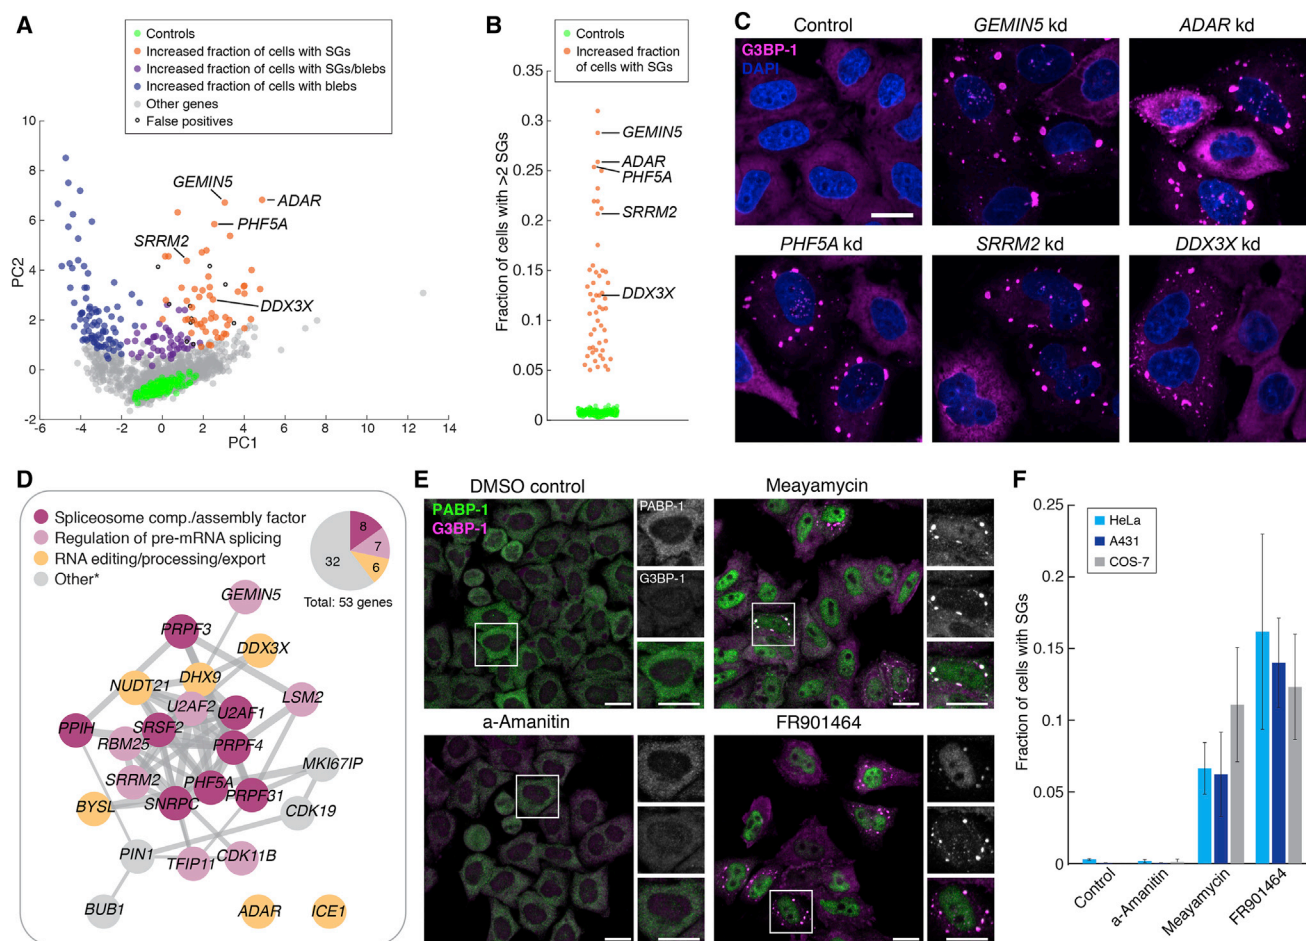 A
Controls
Increased fraction of cells with SGs
Increased fraction of cells with SGs/blebs
Increased fraction of cells with blebs
Other genes
False positives
10
8
6
4
2
0
-2
PC2
-6
-4
-2
0
2
4
6
8
10
12
14
PC1
GEMIN5
ADAR
PHF5A
SRRM2
DDX3X
B
Controls
Increased fraction
of cells with SGs
0.35
0.3
0.25
0.2
0.15
0.1
0.05
0
Fraction of cells with >2 SGs
GEMIN5
ADAR
PHF5A
SRRM2
DDX3X
C
Control
GEMIN5 kd
ADAR kd
G3BP-1
DAPI
PHF5A kd
SRRM2 kd
DDX3X kd
D
Spliceosome comp./assembly factor
Regulation of pre-mRNA splicing
RNA editing/processing/export
Other*
8
7
6
32
Total: 53 genes
GEMIN5
PRPF3
DDX3X
DHX9
NUDT21
LSM2
U2AF2
U2AF1
PPIH
SRSF2
RBM25
PRPF4
MKI67IP
SRRM2
PHF5A
PRPF31
SNRPC
BYSL
CDK19
PIN1
TFIP11
CDK11B
BUB1
ADAR
ICE1
E
DMSO control
Meayamycin
PABP-1
G3BP-1
PABP-1
G3BP-1
a-Amanitin
FR901464
F
0.25
0.2
0.15
0.1
0.05
0
Fraction of cells with SGs
HeLa
A431
COS-7
Control
a-Amanitin
Meayamycin
FR901464